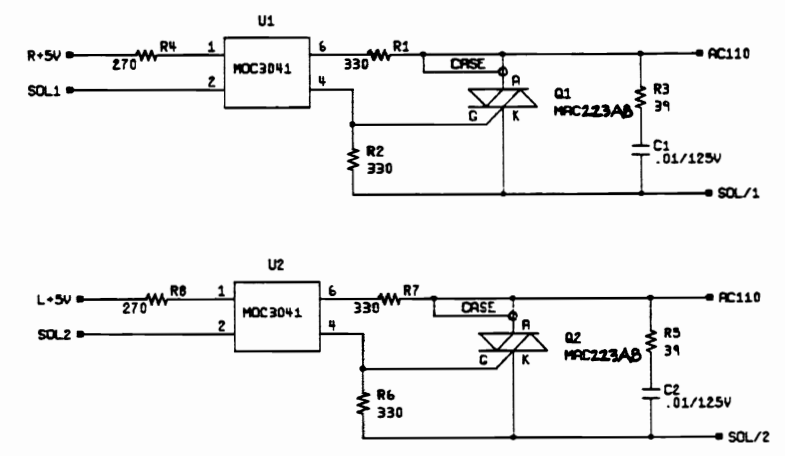 U1
R+5V
R4
270
1
2
MOC3041
6
4
R1
330
CASE
A
G
K
Q1
MAC223A8
AC110
R3
39
C1
.01/125V
R2
330
SOL1
SOL/1
U2
L+5V
R8
270
1
2
MOC3041
6
4
R7
330
CASE
A
G
K
Q2
MAC223A8
AC110
R5
39
C2
.01/125V
R6
330
SOL2
SOL/2